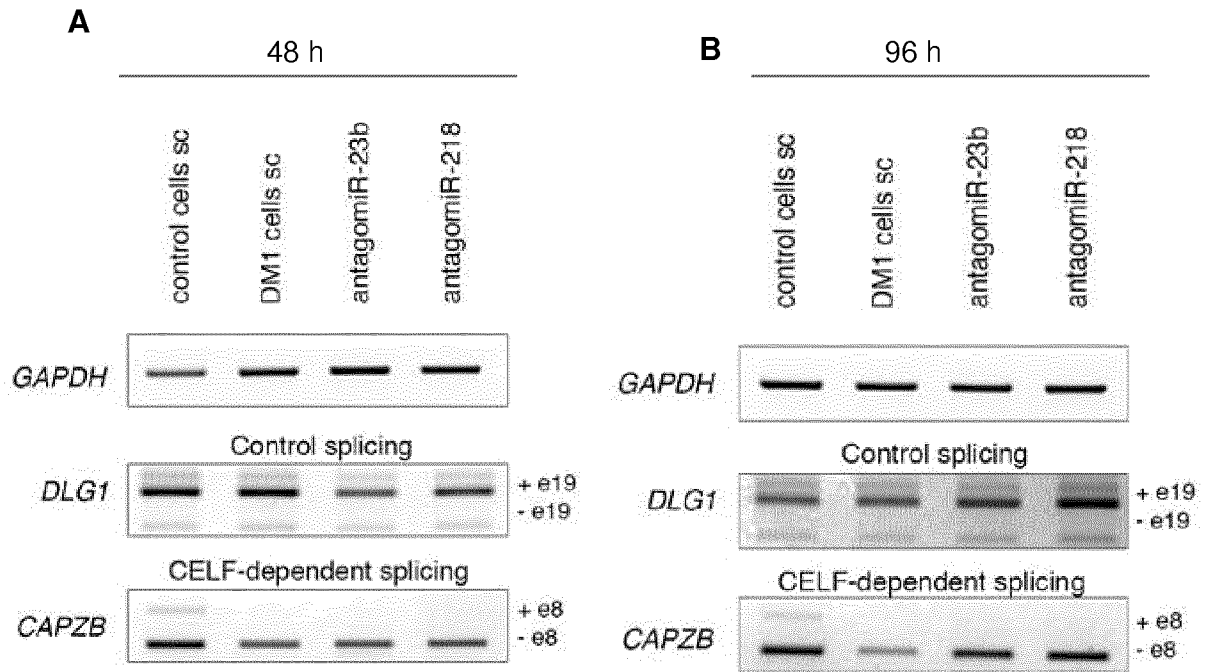 A
48 h
control cells sc
DM1 cells sc
antagomiR-23b
antagomiR-218
GAPDH
Control splicing
DLG1
+ e19
- e19
CELF-dependent splicing
CAPZB
+ e8
- e8
B
96 h
control cells sc
DM1 cells sc
antagomiR-23b
antagomiR-218
GAPDH
Control splicing
DLG1
+ e19
- e19
CELF-dependent splicing
CAPZB
+ e8
- e8